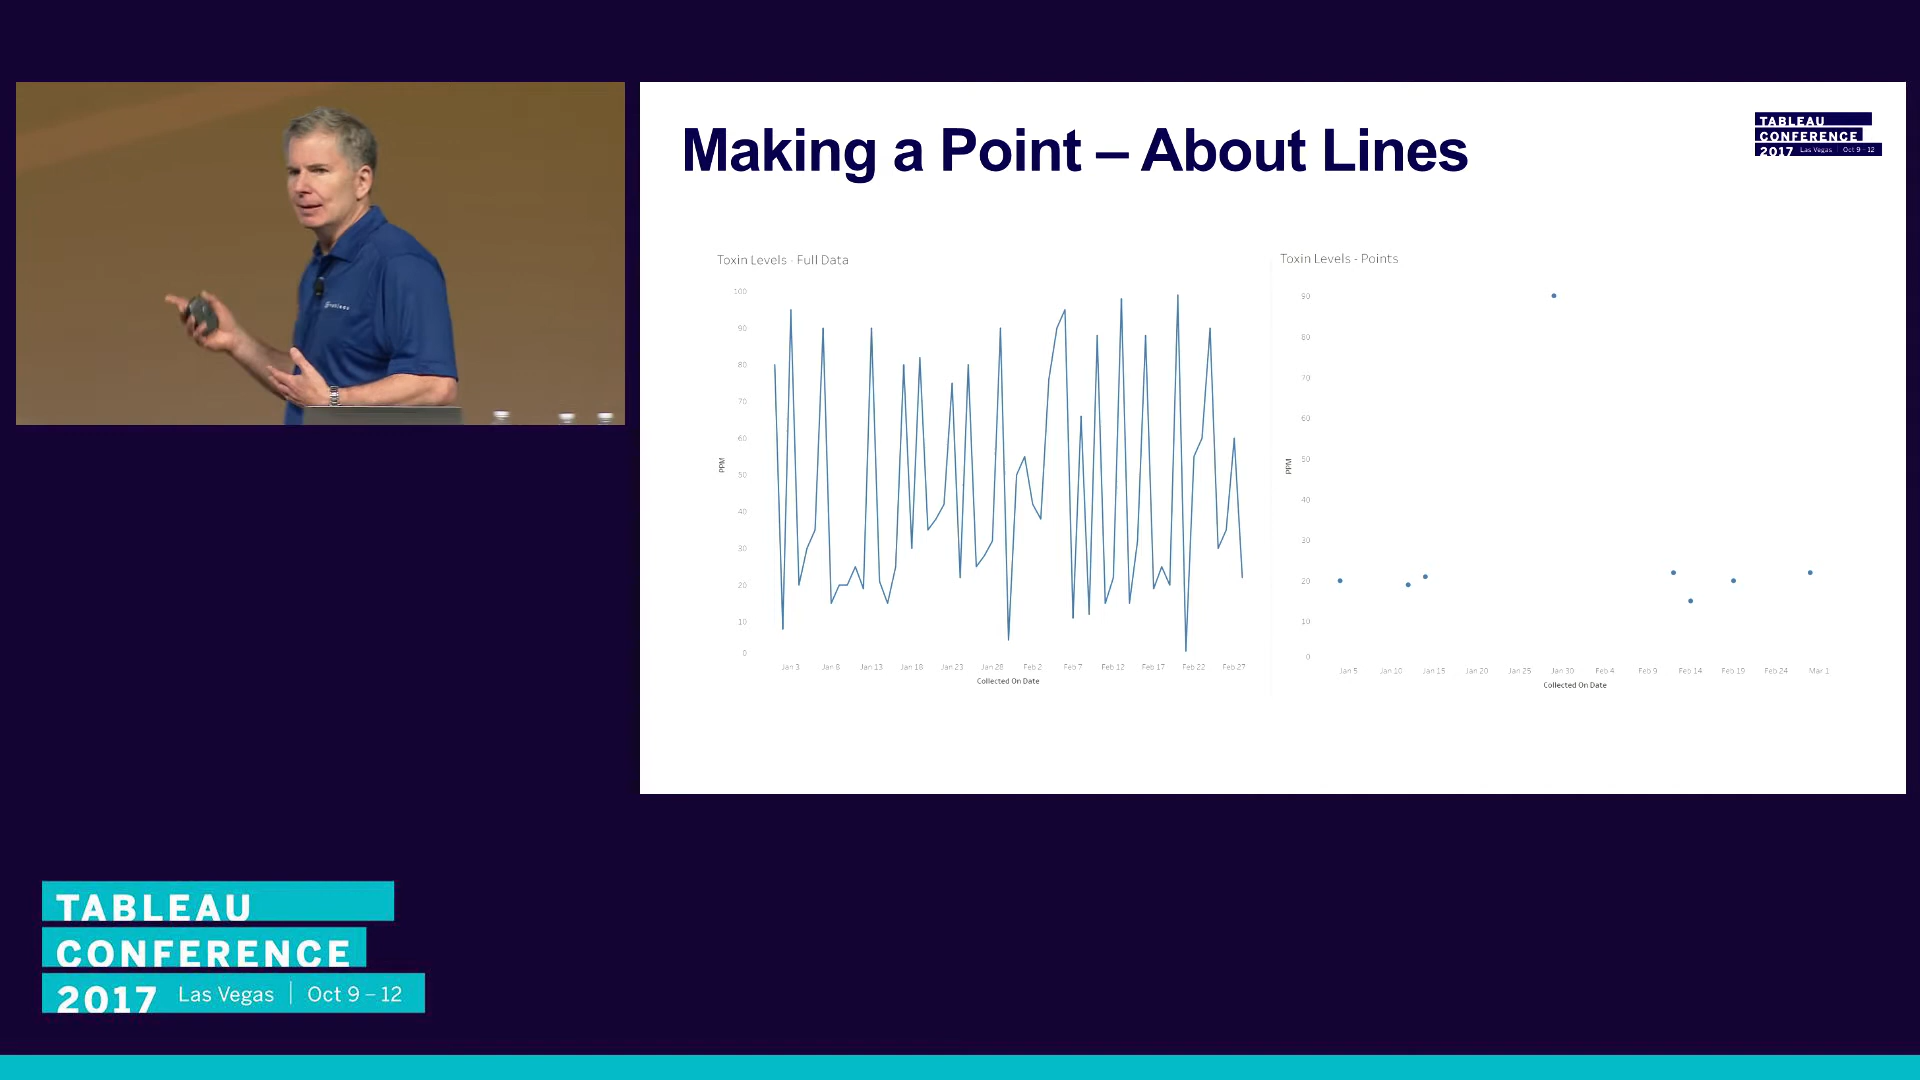 Making a Point – About Lines
TABLEAU
CONFERENCE
2017 Las Vegas | Oct 9 – 12
Toxin Levels - Full Data
100
90
80
70
60
50
40
30
20
10
0
PPM
Jan 3 Jan 8 Jan 13 Jan 18 Jan 23 Jan 28 Feb 2 Feb 7 Feb 12 Feb 17 Feb 22 Feb 27
Collected On Date
Toxin Levels - Points
90
80
70
60
50
40
30
20
10
0
PPM
Jan 5 Jan 10 Jan 15 Jan 20 Jan 25 Jan 30 Feb 4 Feb 9 Feb 14 Feb 19 Feb 24 Mar 1
Collected On Date
TABLEAU
CONFERENCE
2017 Las Vegas | Oct 9 – 12